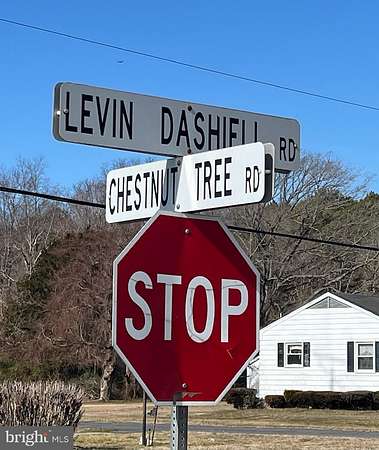 LEVIN DASHIELL RD
CHESTNUT TREE RD
STOP
bright MLS